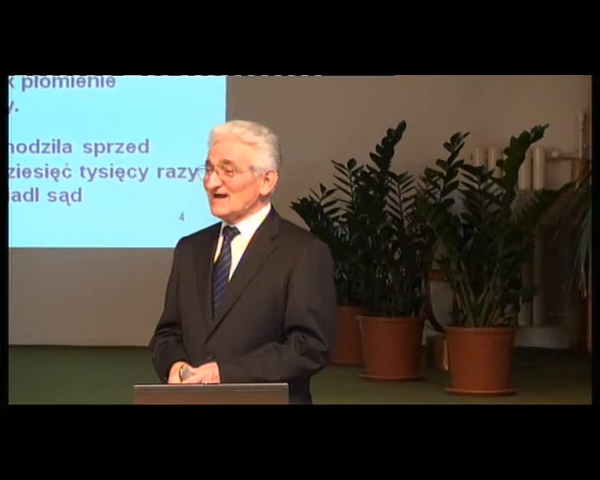 k płomienie
y.
hodziła sprzed
ziesięć tysięcy razy
adł sąd
4